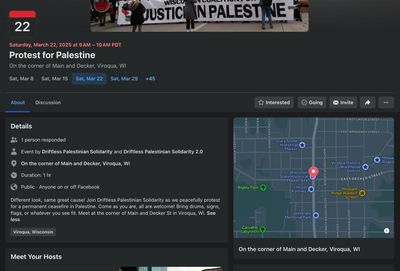 WISCONSIN COALITION FOR
JUSTICE IN PALESTINE
22
Saturday, March 22, 2025 at 9 AM – 10 AM PDT
Protest for Palestine
On the corner of Main and Decker, Viroqua, WI
Sat, Mar 8
Sat, Mar 15
Sat, Mar 22
Sat, Mar 29
+45
About
Discussion
Interested
Going
Invite
Details
1 person responded
Event by Driftless Palestinian Solidarity and Driftless Palestinian Solidarity 2.0
On the corner of Main and Decker, Viroqua, WI
Duration: 1 hr
Public · Anyone on or off Facebook
Different look, same great cause! Join Driftless Palestinian Solidarity as we peacefully protest
for a permanent ceasefire in Palestine. Come as you are, all are welcome! Bring drums, signs,
flags, or whatever you see fit. Meet at the corner of Main and Decker St in Viroqua, WI. See
less
Viroqua, Wisconsin
Meet Your Hosts
On the corner of Main and Decker, Viroqua, WI